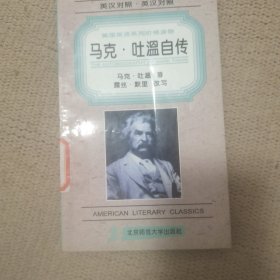 英汉对照·英汉对照
美国英语系列阶梯读物
马克·吐温自传
马克·吐温 著
露丝·默里 改写
AMERICAN LITERARY CLASSICS
北京师范大学出版社